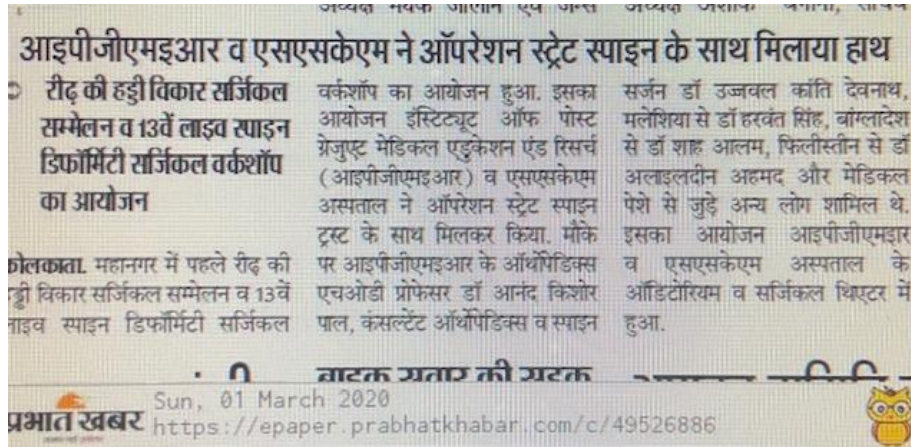 आइपीजीएमइआर व एसएसकेएम ने ऑपरेशन स्ट्रेट स्पाइन के साथ मिलाया हाथ
रीढ़ की हड्डी विकार सर्जिकल
सम्मेलन व 13वें लाइव स्पाइन
डिफॉर्मिटी सर्जिकल वर्कशॉप
का आयोजन
कोलकाता. महानगर में पहले रीढ़ की
हड्डी विकार सर्जिकल सम्मेलन व 13वें
लाइव स्पाइन डिफॉर्मिटी सर्जिकल
वर्कशॉप का आयोजन हुआ. इसका
आयोजन इंस्टिट्यूट ऑफ पोस्ट
ग्रेजुएट मेडिकल एडुकेशन एंड रिसर्च
(आइपीजीएमइआर) व एसएसकेएम
अस्पताल ने ऑपरेशन स्ट्रेट स्पाइन
ट्रस्ट के साथ मिलकर किया. मौके
पर आइपीजीएमइआर के ऑर्थोपेडिक्स
एचओडी प्रोफेसर डॉ आनंद किशोर
पाल, कंसल्टेंट ऑर्थोपेडिक्स व स्पाइन
सर्जन डॉ उज्जवल कांति देवनाथ,
मलेशिया से डॉ हरवंत सिंह, बांग्लादेश
से डॉ शाह आलम, फिलीस्तीन से डॉ
अलाइलदीन अहमद और मेडिकल
पेशे से जुड़े अन्य लोग शामिल थे.
इसका आयोजन आइपीजीएमइार
व एसएसकेएम अस्पताल के
ऑडिटोरियम व सर्जिकल थिएटर में
हुआ.
प्रभात खबर
Sun, 01 March 2020
https://epaper.prabhatkhabar.com/c/49526886